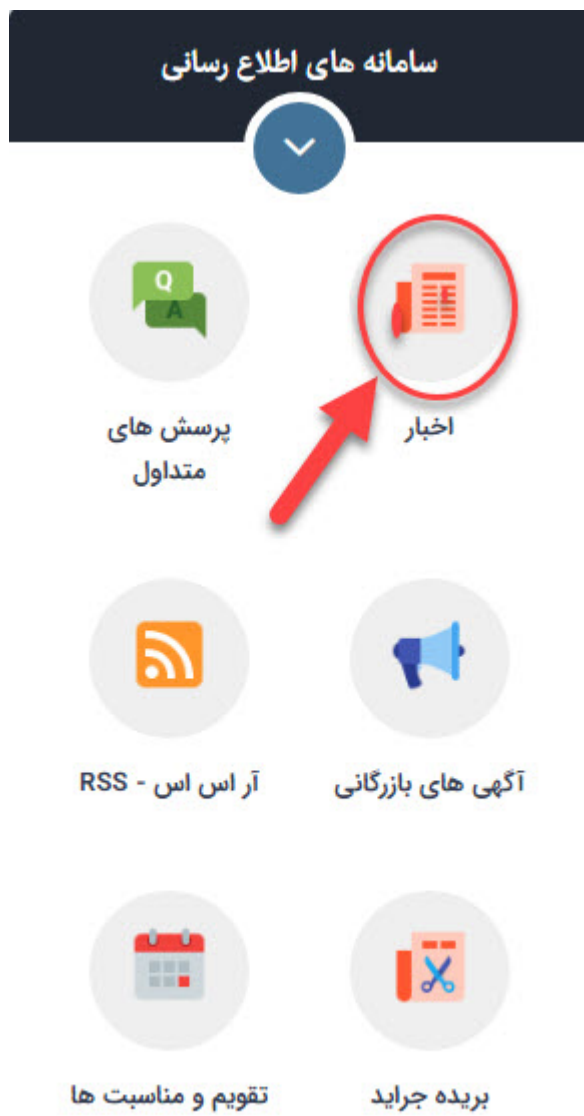 سامانه های اطلاع رسانی
اخبار
Q
A
پرسش های
متداول
آگهی های بازرگانی
آر اس اس - RSS
بریده جراید
تقویم و مناسبت ها